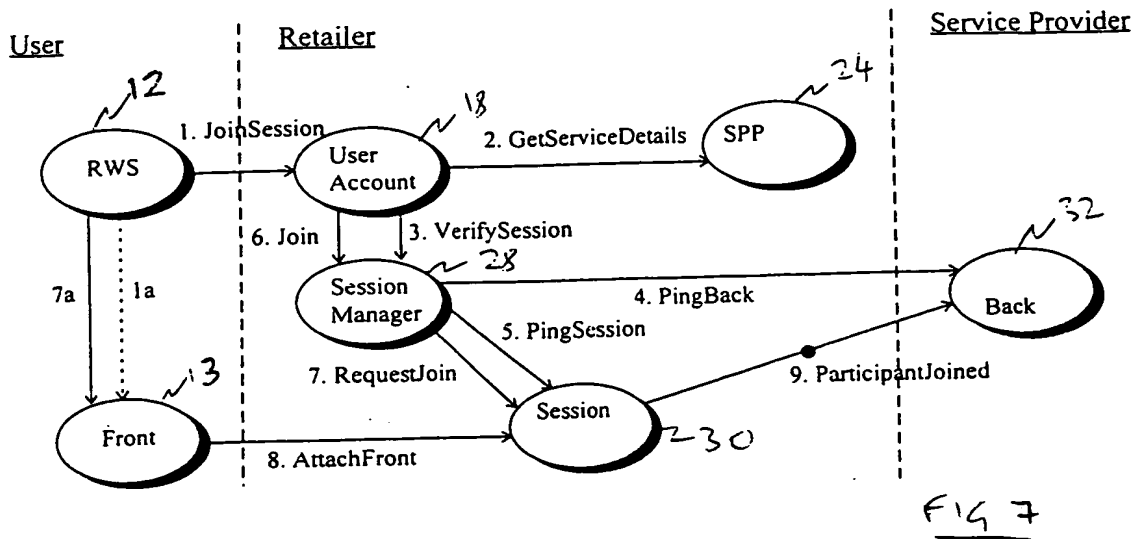 User
Retailer
Service Provider
12
18
24
1. JoinSession
2. GetServiceDetails
RWS
User
Account
SPP
32
6. Join
3. VerifySession
28
7a
1a
Session
Manager
4. PingBack
Back
5. PingSession
13
7. RequestJoin
9. ParticipantJoined
Front
Session
30
8. AttachFront
FIG 7